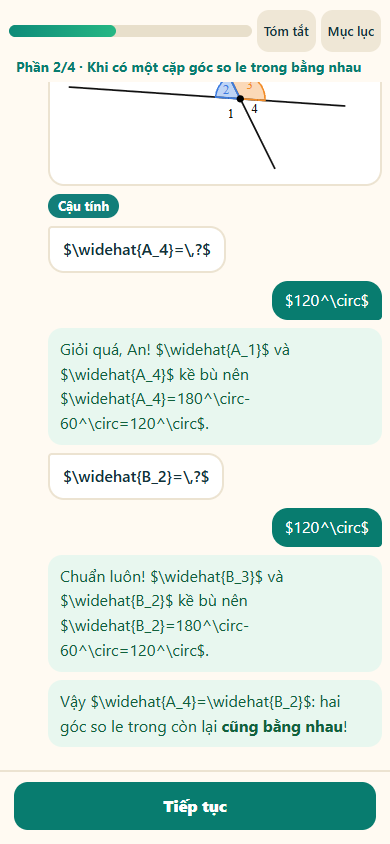 Tóm tắt
Mục lục
Phần 2/4 · Khi có một cặp góc so le trong bằng nhau
2
3
1
4
Cậu tính
$\widehat{A_4}=\,?$
$120^\circ$
Giỏi quá, An! $\widehat{A_1}$ và
$\widehat{A_4}$ kề bù nên
$\widehat{A_4}=180^\circ-
60^\circ=120^\circ$.
$\widehat{B_2}=\,?$
$120^\circ$
Chuẩn luôn! $\widehat{B_3}$ và
$\widehat{B_2}$ kề bù nên
$\widehat{B_2}=180^\circ-
60^\circ=120^\circ$.
Vậy $\widehat{A_4}=\widehat{B_2}$: hai
góc so le trong còn lại cũng bằng nhau!
Tiếp tục